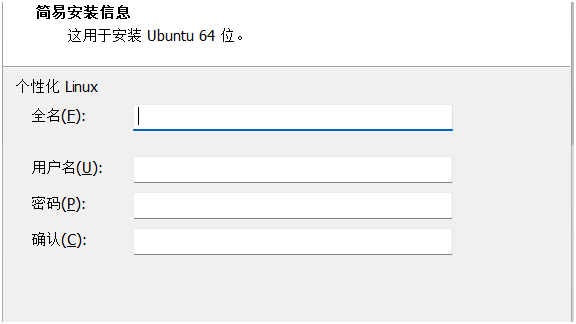 简易安装信息
这用于安装 Ubuntu 64 位。
个性化 Linux
全名(F):
用户名(U):
密码(P):
确认(C):